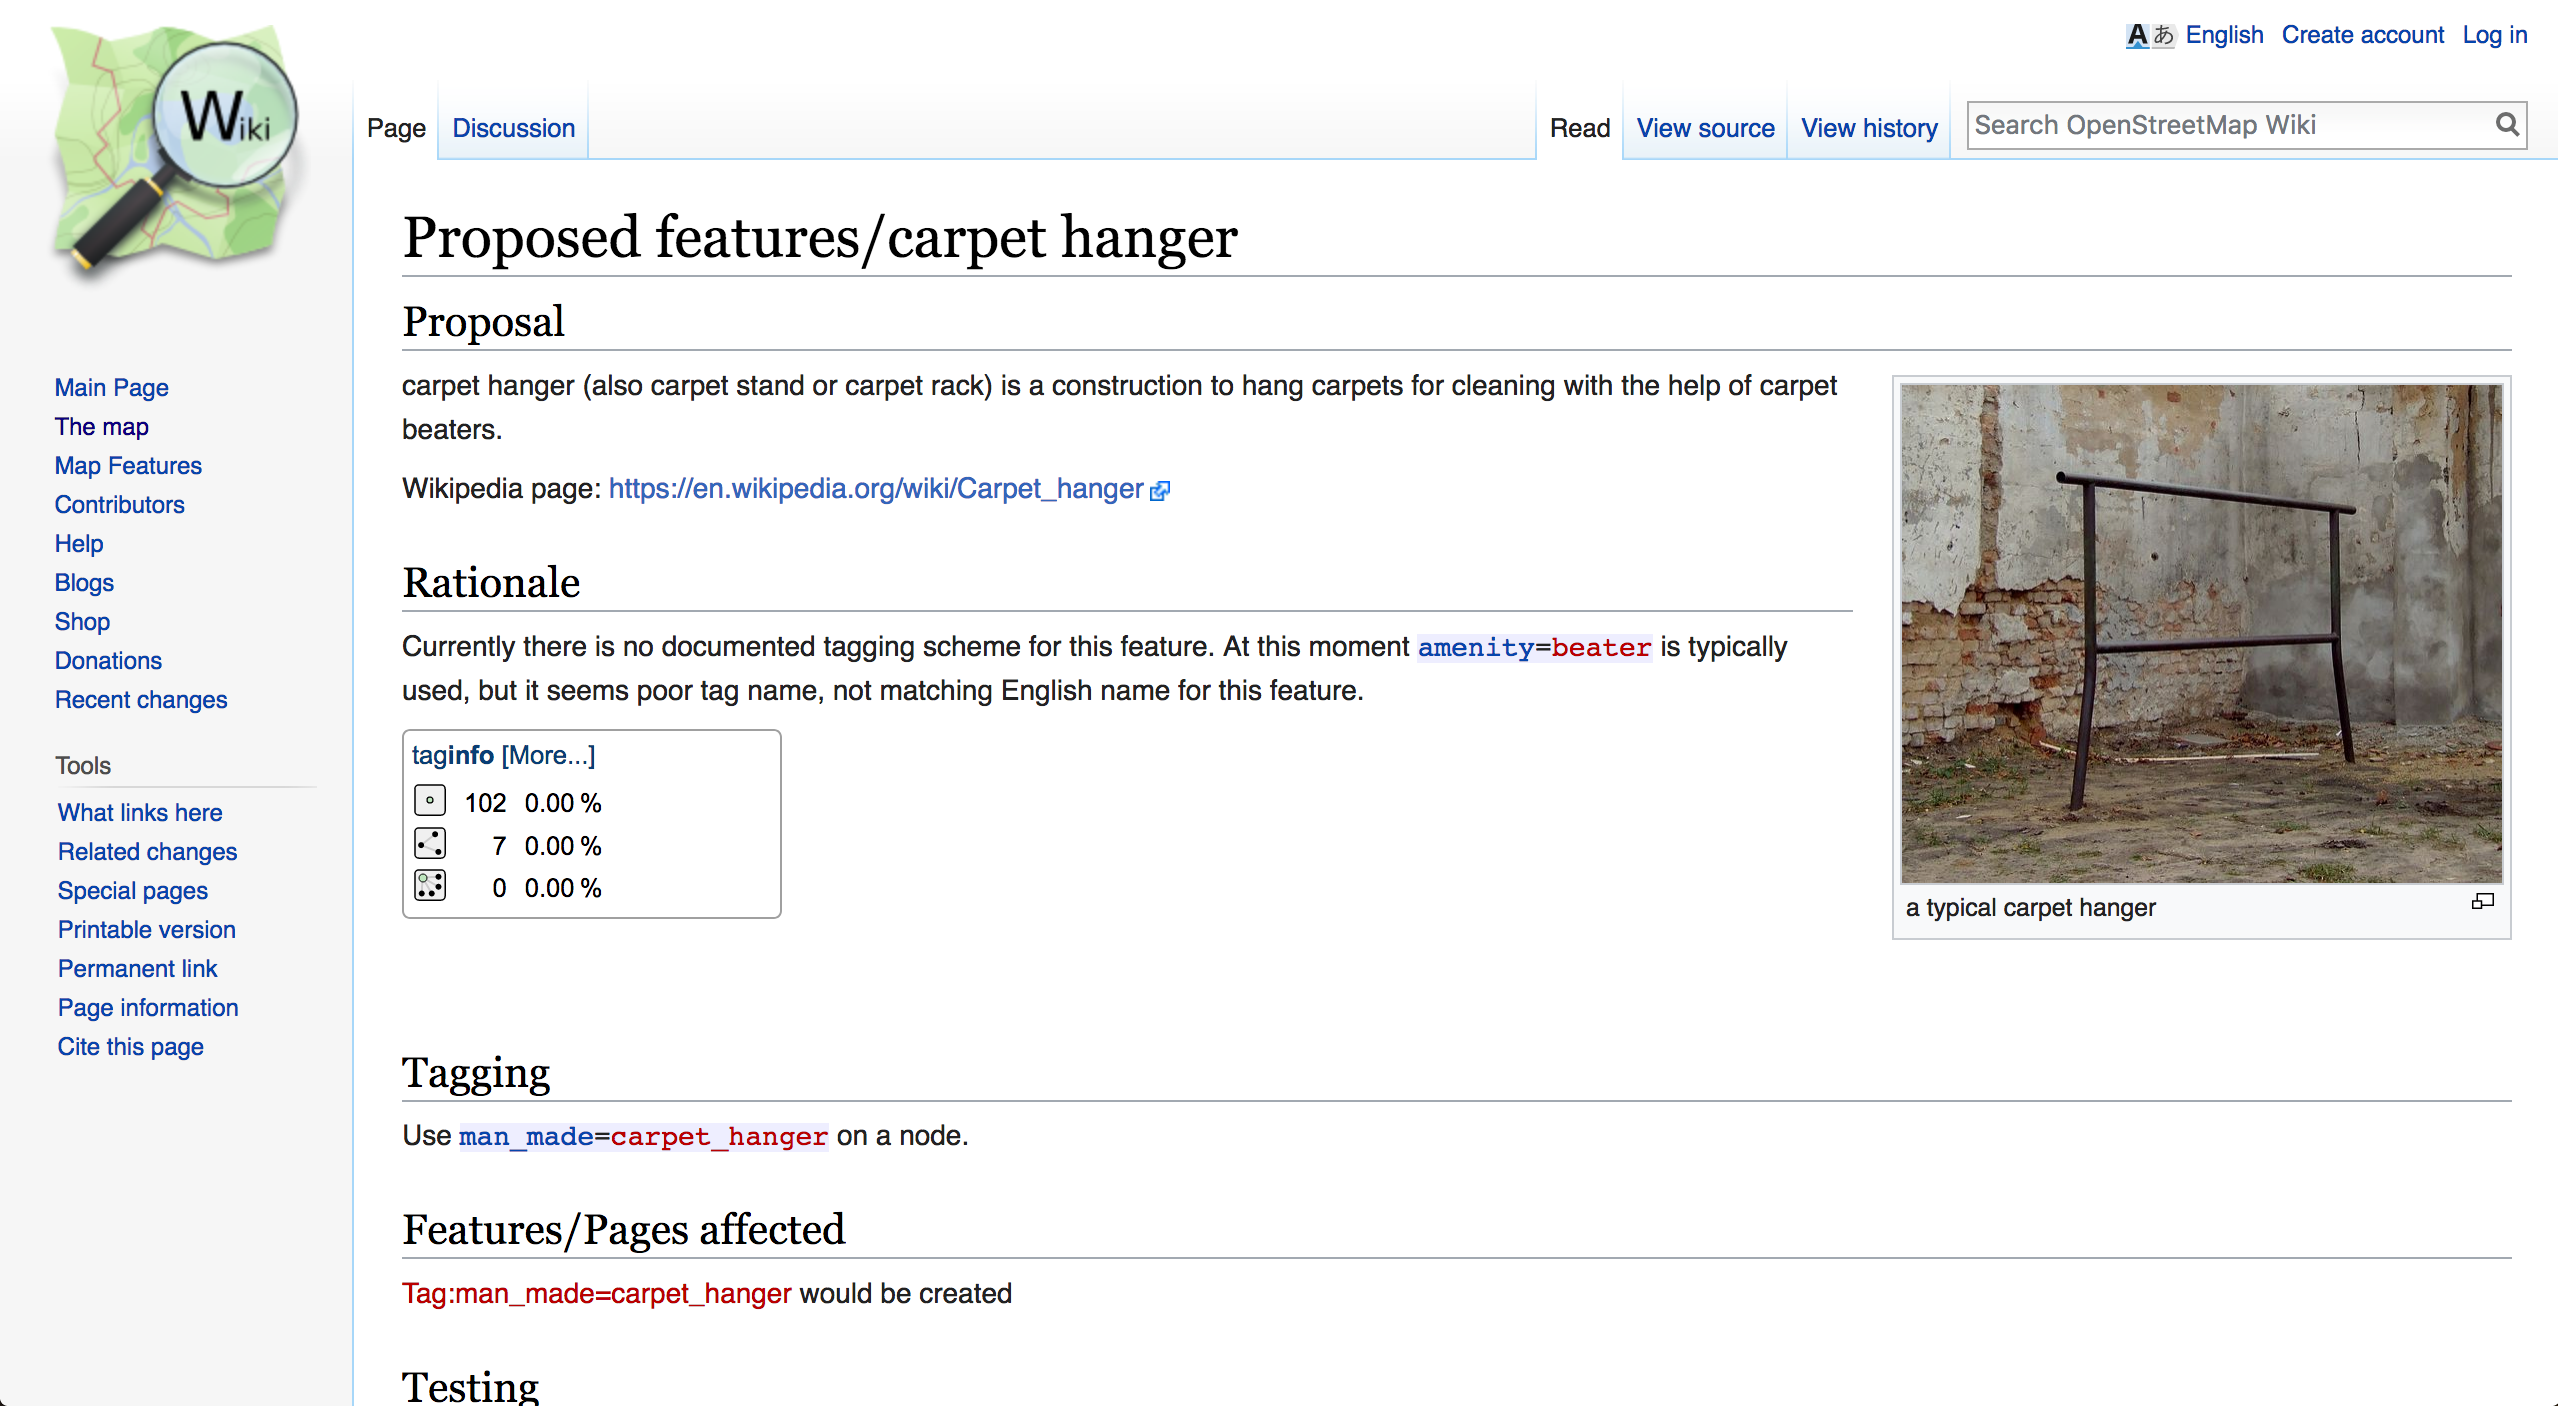 Wiki
Aあ English Create account Log in
Page Discussion Read View source View history Search OpenStreetMap Wiki
Main Page
The map
Map Features
Contributors
Help
Blogs
Shop
Donations
Recent changes
Tools
What links here
Related changes
Special pages
Printable version
Permanent link
Page information
Cite this page
Proposed features/carpet hanger
Proposal
carpet hanger (also carpet stand or carpet rack) is a construction to hang carpets for cleaning with the help of carpet
beaters.
Wikipedia page: https://en.wikipedia.org/wiki/Carpet_hanger
Rationale
Currently there is no documented tagging scheme for this feature. At this moment amenity=beater is typically
used, but it seems poor tag name, not matching English name for this feature.
taginfo [More...]
102 0.00 %
7 0.00 %
0 0.00 %
a typical carpet hanger
Tagging
Use man_made=carpet_hanger on a node.
Features/Pages affected
Tag:man_made=carpet_hanger would be created
Testing